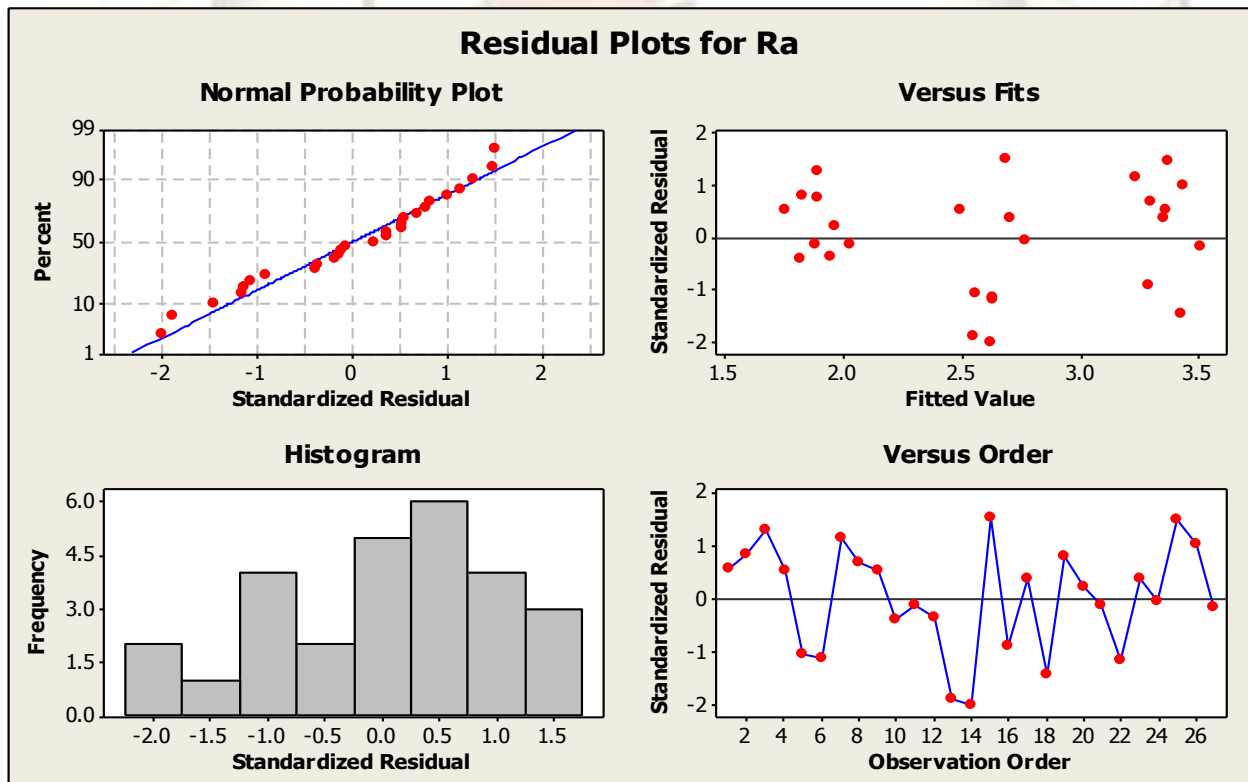 Residual Plots for Ra
Normal Probability Plot
Percent
99
90
50
10
1
-2 -1 0 1 2
Standardized Residual
Versus Fits
Standardized Residual
2
1
0
-1
-2
1.5 2.0 2.5 3.0 3.5
Fitted Value
Histogram
Frequency
6.0
4.5
3.0
1.5
0.0
-2.0 -1.5 -1.0 -0.5 0.0 0.5 1.0 1.5
Standardized Residual
Versus Order
Standardized Residual
2
1
0
-1
-2
2 4 6 8 10 12 14 16 18 20 22 24 26
Observation Order